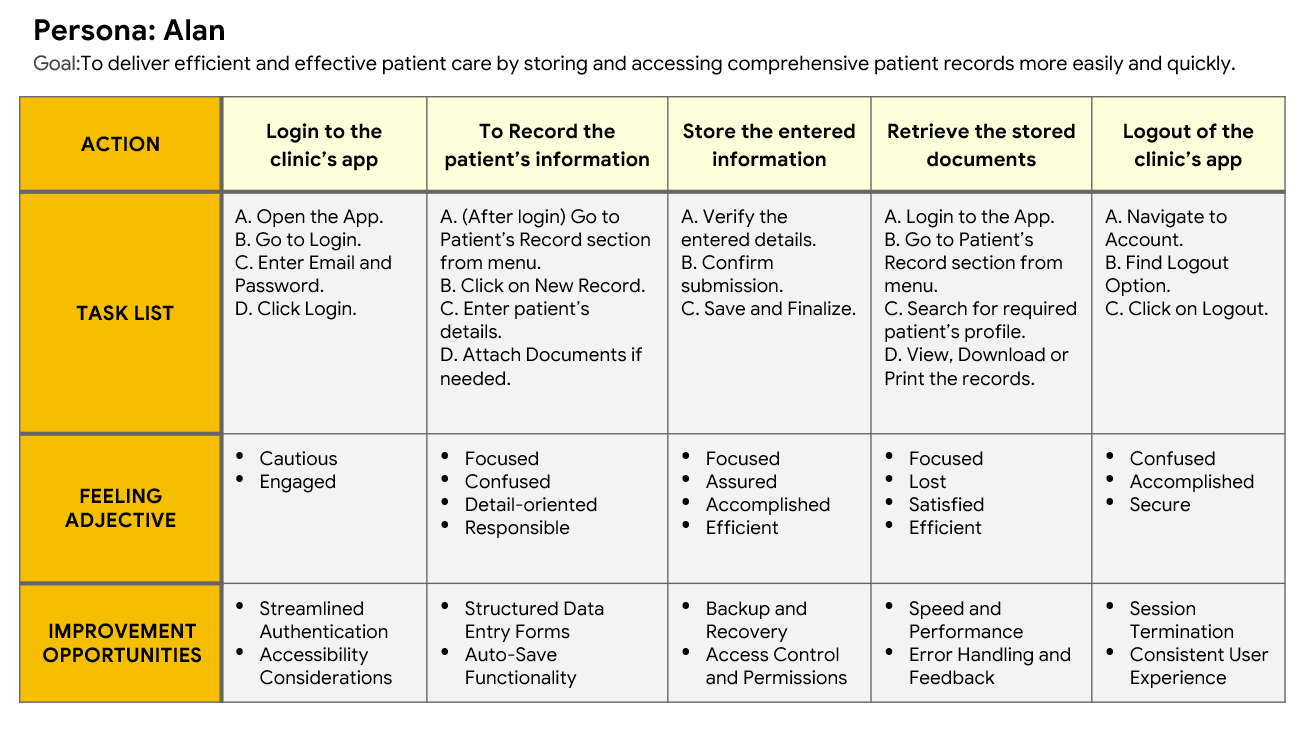 Persona: Alan
Goal:To deliver efficient and effective patient care by storing and accessing comprehensive patient records more easily and quickly.
ACTION
Login to the
clinic's app
To Record the
patient's information
Store the entered
information
Retrieve the stored
documents
Logout of the
clinic's app
TASK LIST
A. Open the App.
B. Go to Login.
C. Enter Email and
Password.
D. Click Login.
A. (After login) Go to
Patient's Record section
from menu.
B. Click on New Record.
C. Enter patient's
details.
D. Attach Documents if
needed.
A. Verify the
entered details.
B. Confirm
submission.
C. Save and Finalize.
A. Login to the App.
B. Go to Patient's
Record section from
menu.
C. Search for required
patient's profile.
D. View, Download or
Print the records.
A. Navigate to
Account.
B. Find Logout
Option.
C. Click on Logout.
FEELING
ADJECTIVE
• Cautious
• Engaged
• Focused
• Confused
• Detail-oriented
• Responsible
• Focused
• Assured
• Accomplished
• Efficient
• Focused
• Lost
• Satisfied
• Efficient
• Confused
• Accomplished
• Secure
IMPROVEMENT
OPPORTUNITIES
• Streamlined
Authentication
• Accessibility
Considerations
• Structured Data
Entry Forms
• Auto-Save
Functionality
• Backup and
Recovery
• Access Control
and Permissions
• Speed and
Performance
• Error Handling and
Feedback
• Session
Termination
• Consistent User
Experience